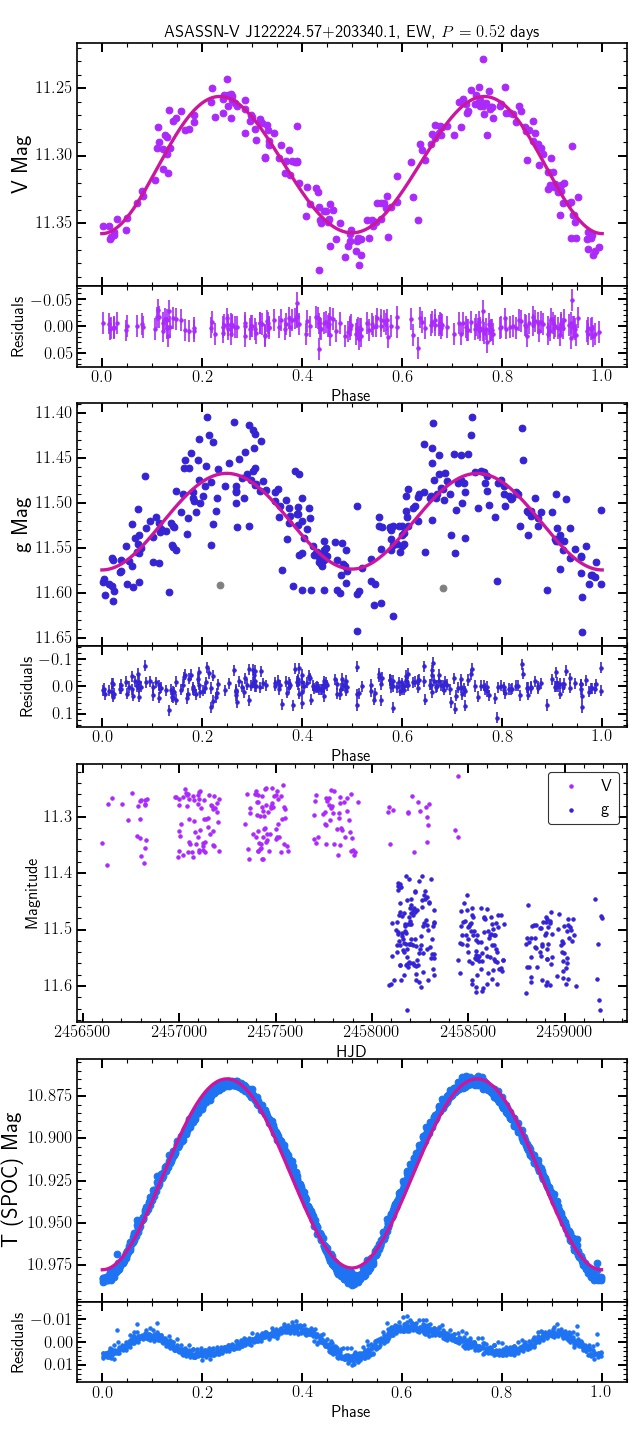 ASASSN-V J122224.57+203340.1, EW, P = 0.52 days
11.25
11.30
11.35
V Mag
−0.05
0.00
0.05
Residuals
0.0 0.2 0.4 0.6 0.8 1.0
Phase
11.40
11.45
11.50
11.55
11.60
11.65
g Mag
−0.1
0.0
0.1
Residuals
0.0 0.2 0.4 0.6 0.8 1.0
Phase
11.3
11.4
11.5
11.6
Magnitude
V
g
2456500 2457000 2457500 2458000 2458500 2459000
HJD
10.875
10.900
10.925
10.950
10.975
T (SPOC) Mag
−0.01
0.00
0.01
Residuals
0.0 0.2 0.4 0.6 0.8 1.0
Phase